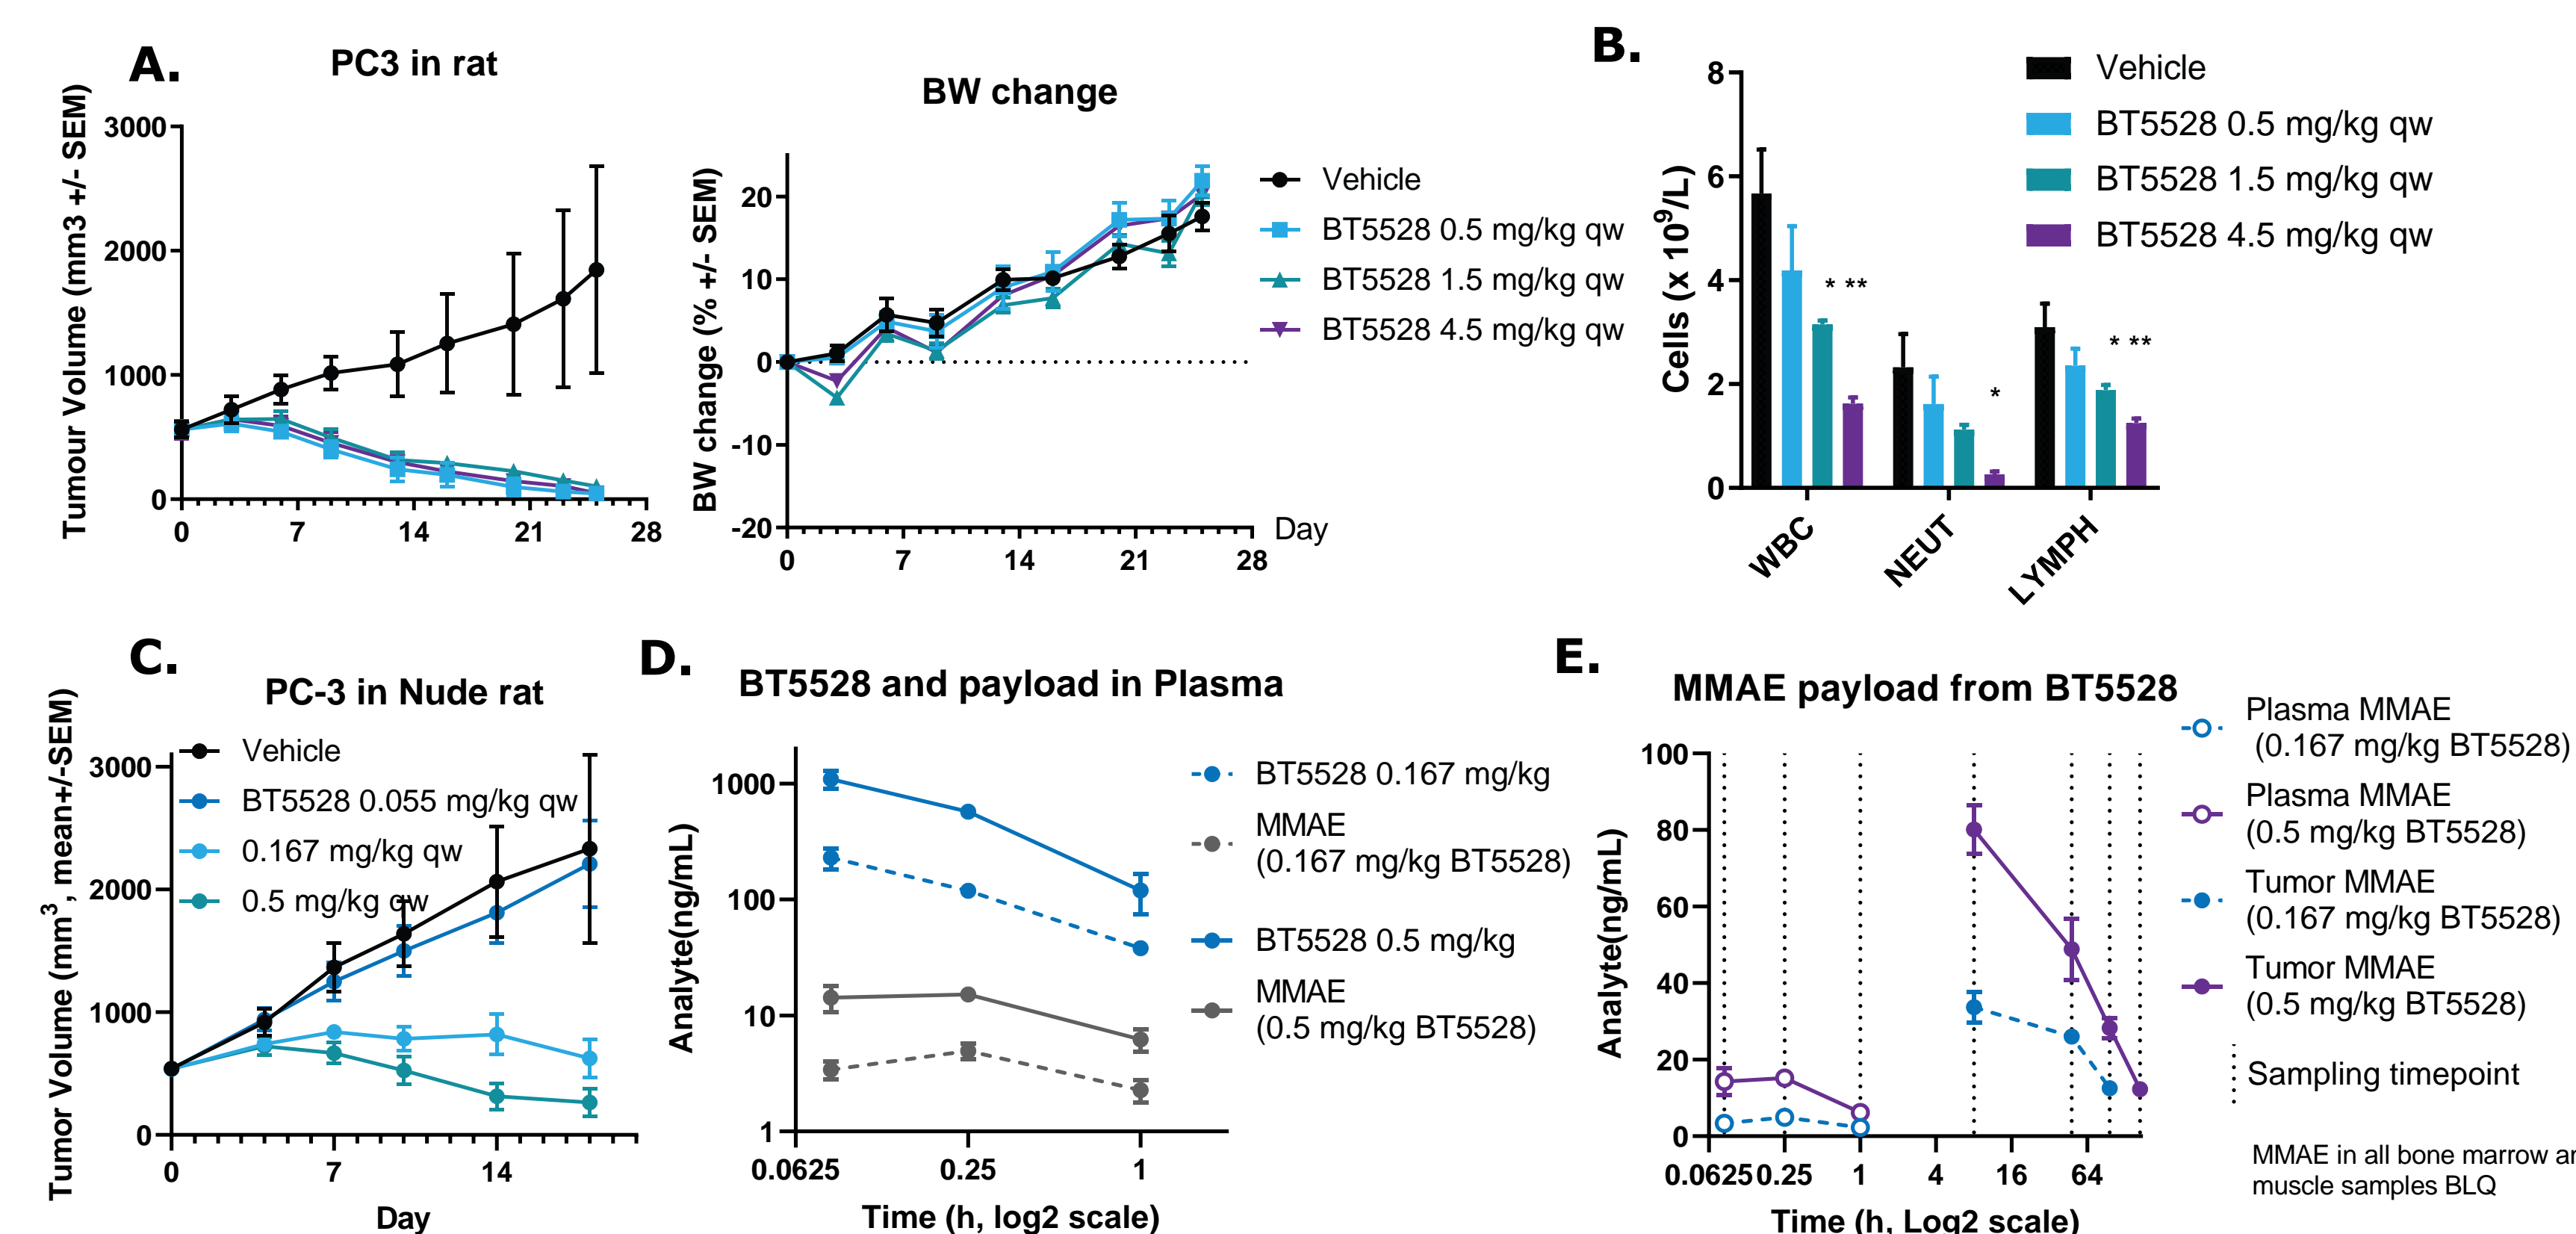 A.
PC3 in rat
Tumour Volume (mm3 +/- SEM)
3000
2000
1000
0
0 7 14 21 28
BW change
BW change (% +/- SEM)
20
10
0
-10
-20
0 7 14 21 28
Day
Vehicle
BT5528 0.5 mg/kg qw
BT5528 1.5 mg/kg qw
BT5528 4.5 mg/kg qw
B.
Cells (x 10⁹/L)
8
6
4
2
0
* **
*
* **
WBC
NEUT
LYMPH
Vehicle
BT5528 0.5 mg/kg qw
BT5528 1.5 mg/kg qw
BT5528 4.5 mg/kg qw
C.
PC-3 in Nude rat
Tumor Volume (mm³, mean+/-SEM)
3000
2000
1000
0
0 7 14
Day
Vehicle
BT5528 0.055 mg/kg qw
0.167 mg/kg qw
0.5 mg/kg qw
D.
BT5528 and payload in Plasma
Analyte(ng/mL)
1000
100
10
1
0.0625 0.25 1
Time (h, log2 scale)
BT5528 0.167 mg/kg
MMAE
(0.167 mg/kg BT5528)
BT5528 0.5 mg/kg
MMAE
(0.5 mg/kg BT5528)
E.
MMAE payload from BT5528
Analyte(ng/mL)
100
80
60
40
20
0
0.0625 0.25 1 4 16 64
Time (h, Log2 scale)
Plasma MMAE
(0.167 mg/kg BT5528)
Plasma MMAE
(0.5 mg/kg BT5528)
Tumor MMAE
(0.167 mg/kg BT5528)
Tumor MMAE
(0.5 mg/kg BT5528)
Sampling timepoint
MMAE in all bone marrow
muscle samples BLQ